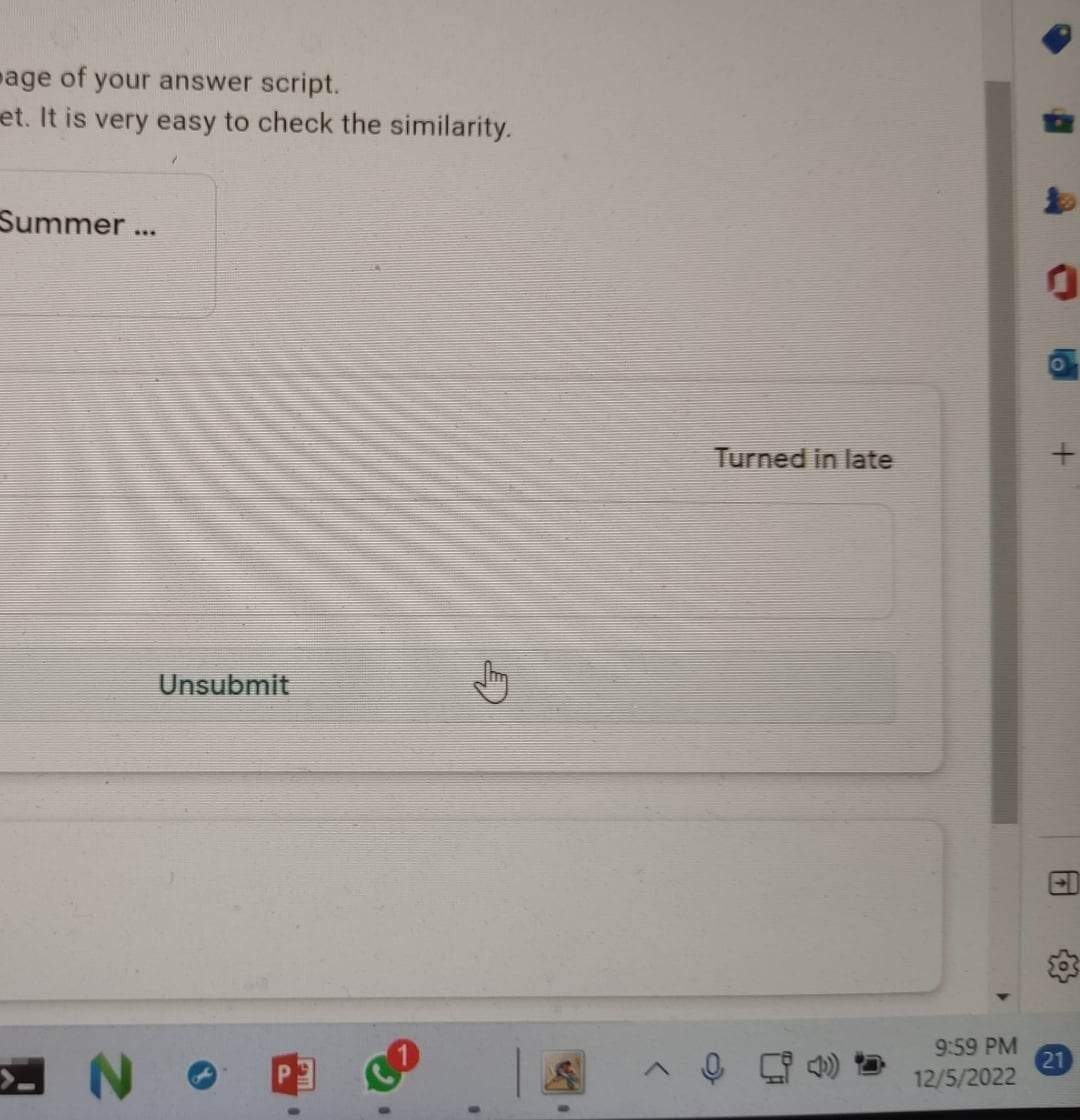 page of your answer script.
et. It is very easy to check the similarity.
Summer ...
Turned in late
Unsubmit
1
9:59 PM
12/5/2022
21